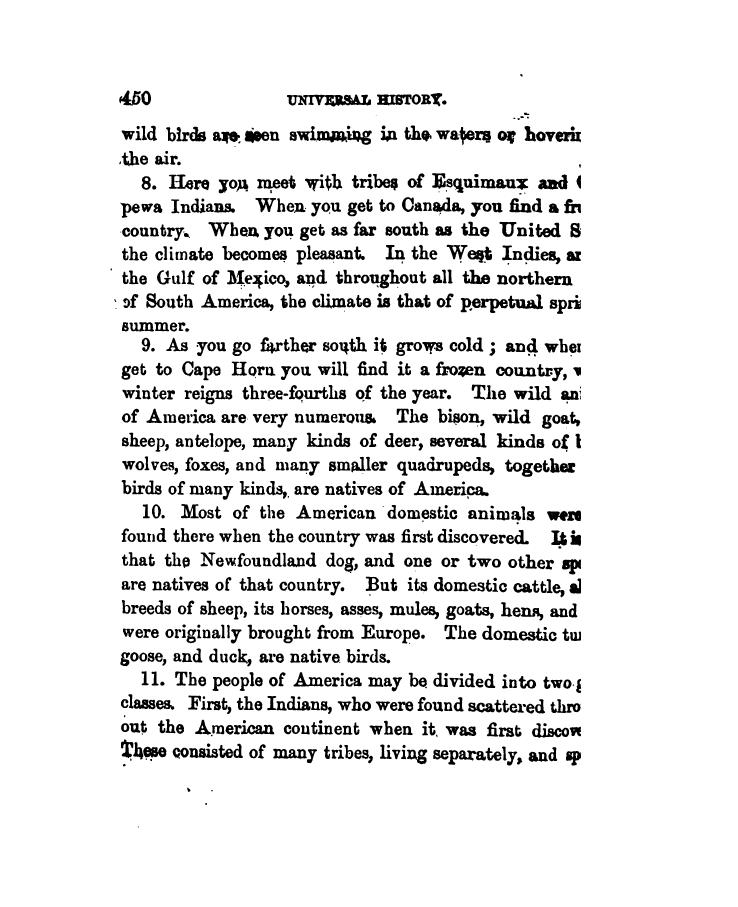 450 UNIVERSAL HISTORY.
wild birds are seen swimming in the waters or hoverin
the air.
8. Here you meet with tribes of Esquimaux and
pewa Indians. When you get to Canada, you find a fr
country. When you get as far south as the United S
the climate becomes pleasant. In the West Indies, ar
the Gulf of Mexico, and throughout all the northern
of South America, the climate is that of perpetual spri
summer.
9. As you go farther south it grows cold; and when
get to Cape Horn you will find it a frozen country, w
winter reigns three-fourths of the year. The wild ani
of America are very numerous. The bison, wild goat,
sheep, antelope, many kinds of deer, several kinds of
wolves, foxes, and many smaller quadrupeds, together
birds of many kinds, are natives of America.
10. Most of the American domestic animals were
found there when the country was first discovered. It is
that the Newfoundland dog, and one or two other spe
are natives of that country. But its domestic cattle, al
breeds of sheep, its horses, asses, mules, goats, hens, and
were originally brought from Europe. The domestic tur
goose, and duck, are native birds.
11. The people of America may be divided into two g
classes. First, the Indians, who were found scattered thro
out the American continent when it was first discov
These consisted of many tribes, living separately, and sp